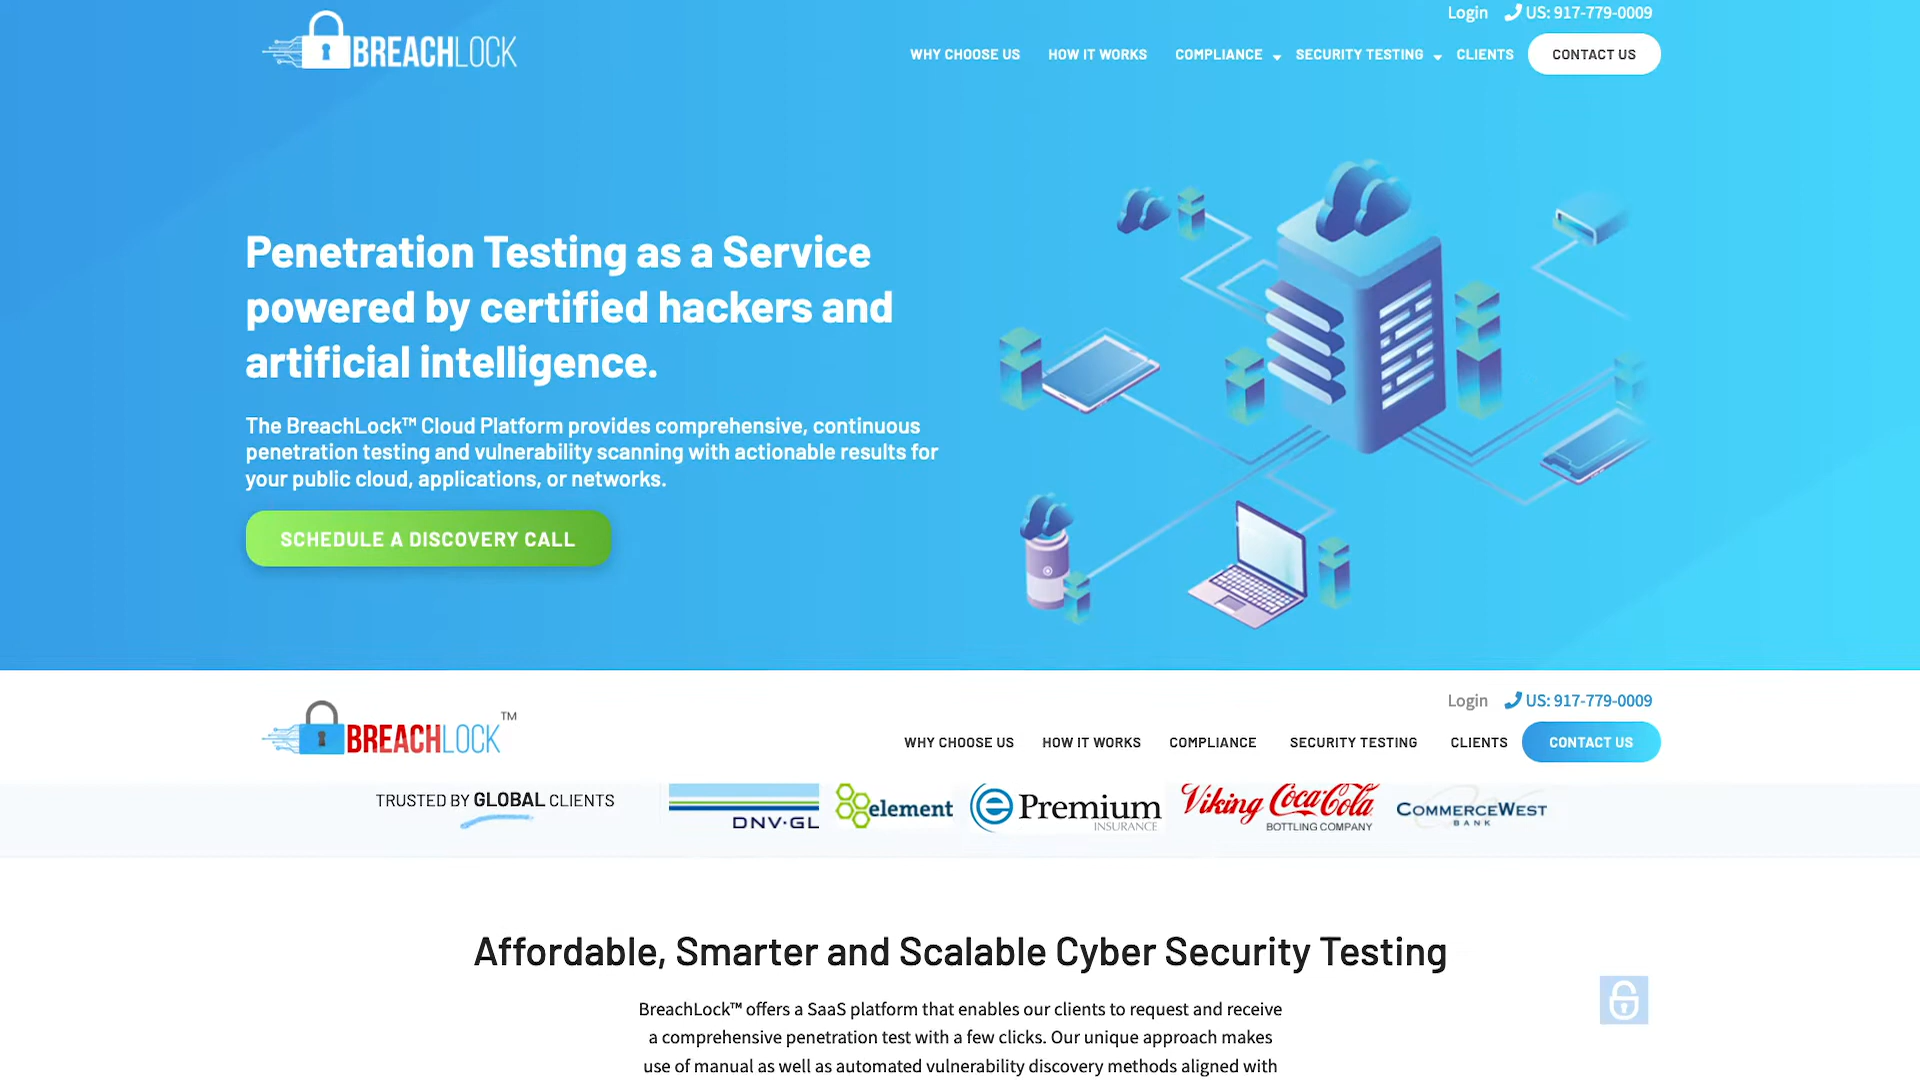 Login US: 917-779-0009
BREACHLOCK
WHY CHOOSE US HOW IT WORKS COMPLIANCE SECURITY TESTING CLIENTS CONTACT US
Penetration Testing as a Service
powered by certified hackers and
artificial intelligence.
The BreachLock™ Cloud Platform provides comprehensive, continuous
penetration testing and vulnerability scanning with actionable results for
your public cloud, applications, or networks.
SCHEDULE A DISCOVERY CALL
Login US: 917-779-0009
BREACHLOCK™
WHY CHOOSE US HOW IT WORKS COMPLIANCE SECURITY TESTING CLIENTS CONTACT US
TRUSTED BY GLOBAL CLIENTS
DNV·GL
element
e Premium
INSURANCE
Viking Coca-Cola
BOTTLING COMPANY
COMMERCEWEST
BANK
Affordable, Smarter and Scalable Cyber Security Testing
BreachLock™ offers a SaaS platform that enables our clients to request and receive
a comprehensive penetration test with a few clicks. Our unique approach makes
use of manual as well as automated vulnerability discovery methods aligned with